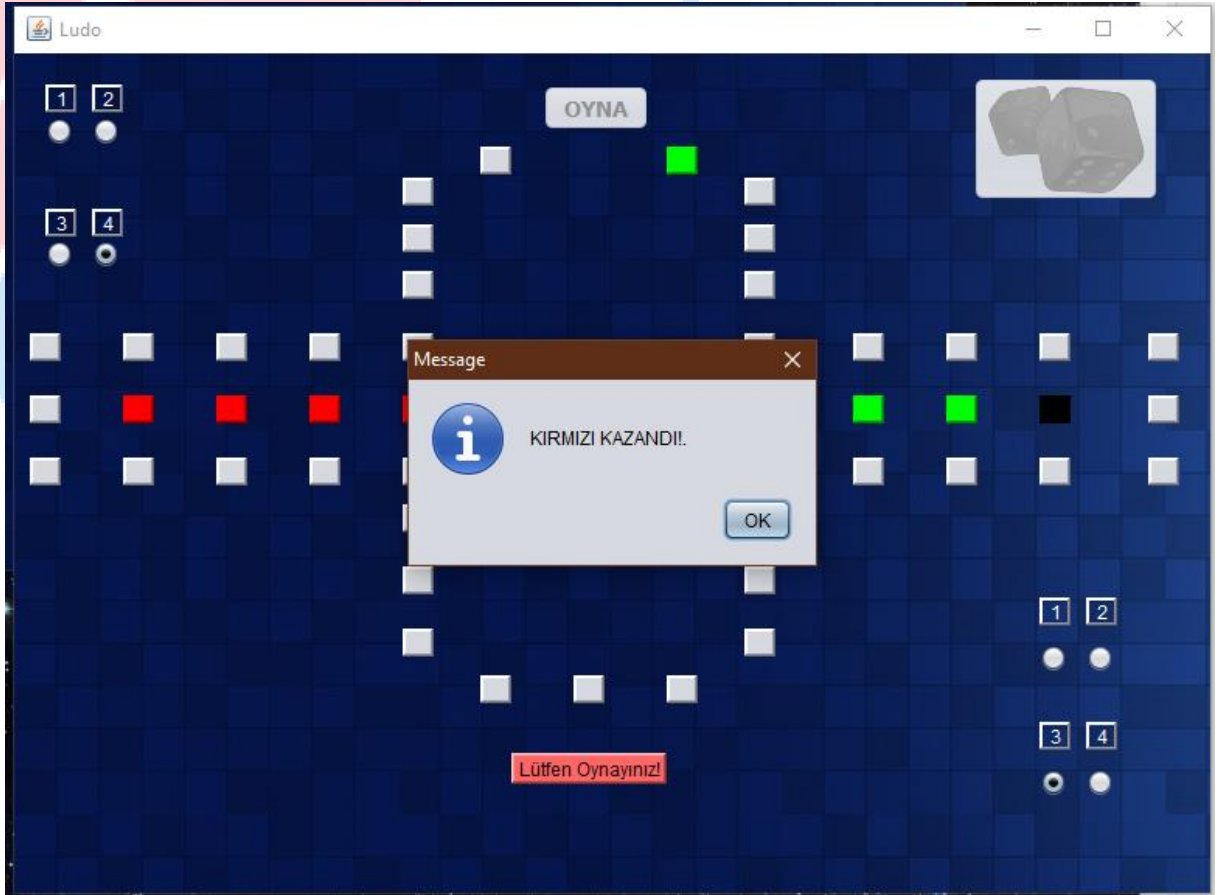 Ludo
1 2
OYNA
3 4
Message
KIRMIZI KAZANDI!.
OK
1 2
3 4
Lütfen Oynayınız!